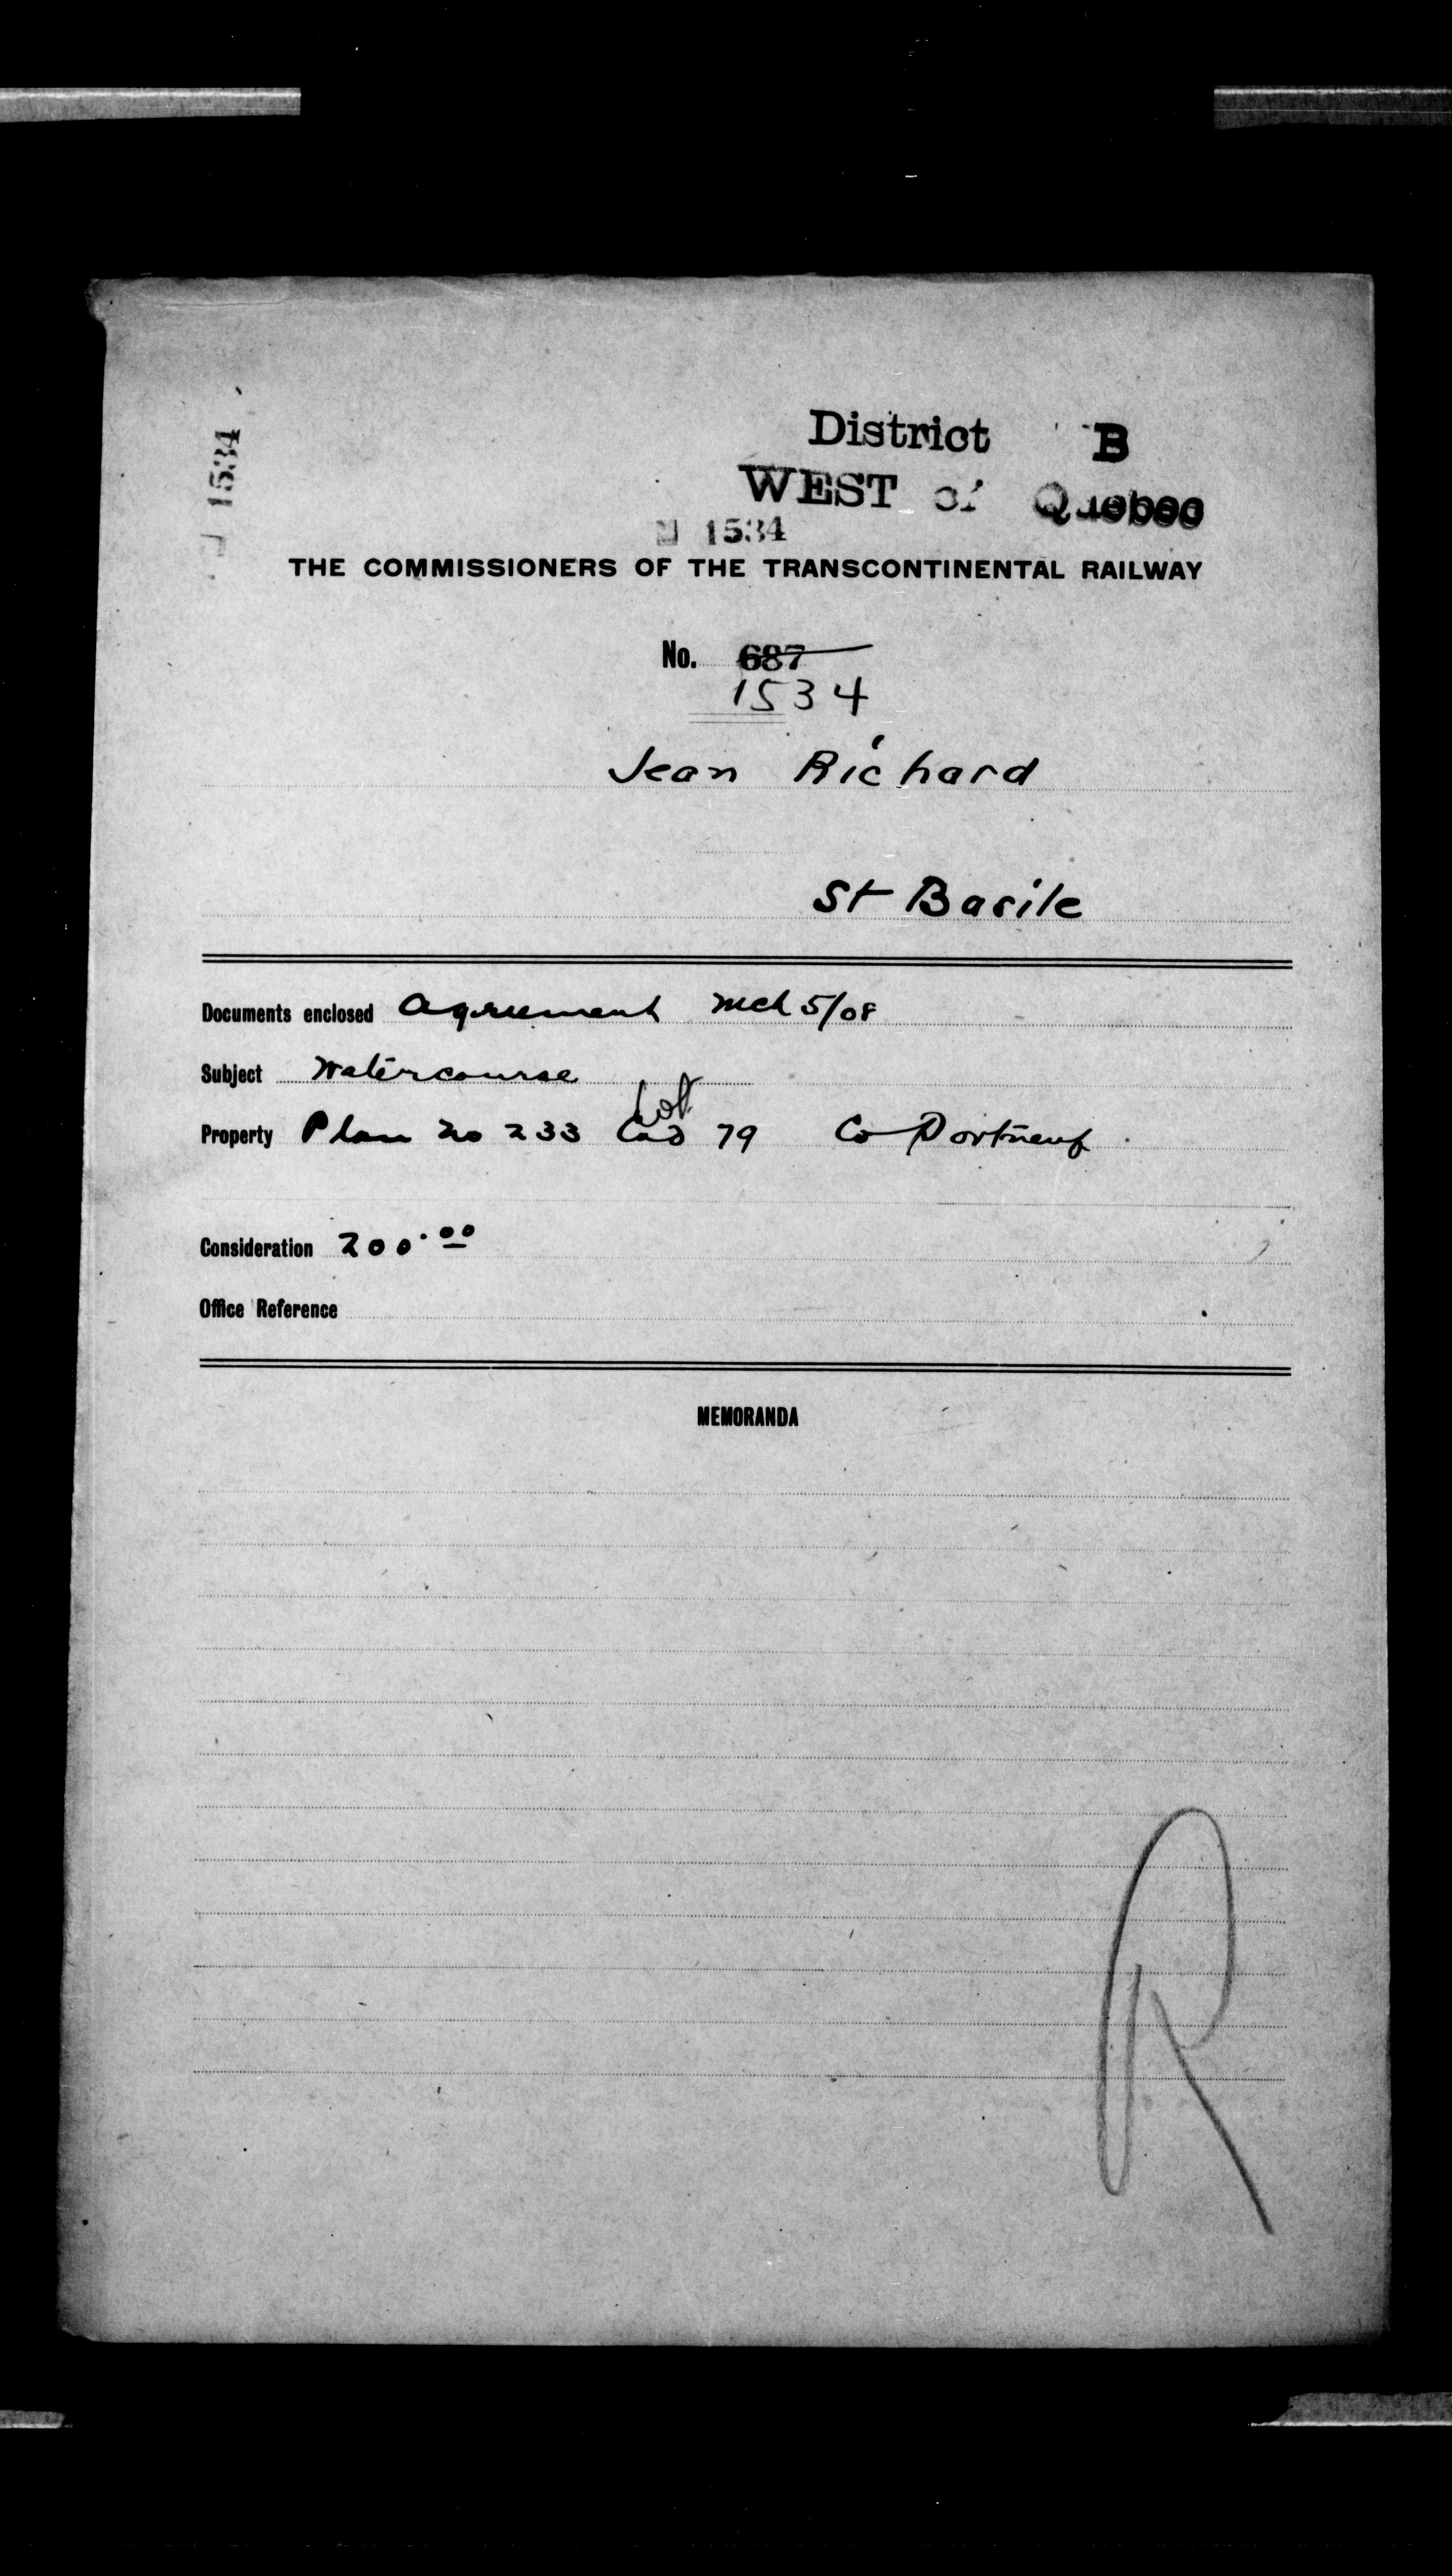 1534
District B
WEST of Quebec
1534
THE COMMISSIONERS OF THE TRANSCONTINENTAL RAILWAY
No. 687
1534
Jean Richard
St Basile
Documents enclosed Agreement Mch 5/08
Subject Watercourse
Lot
Property Plan No 233 Cad 79 Co Portneuf
Consideration 200.00
Office Reference
MEMORANDA
R